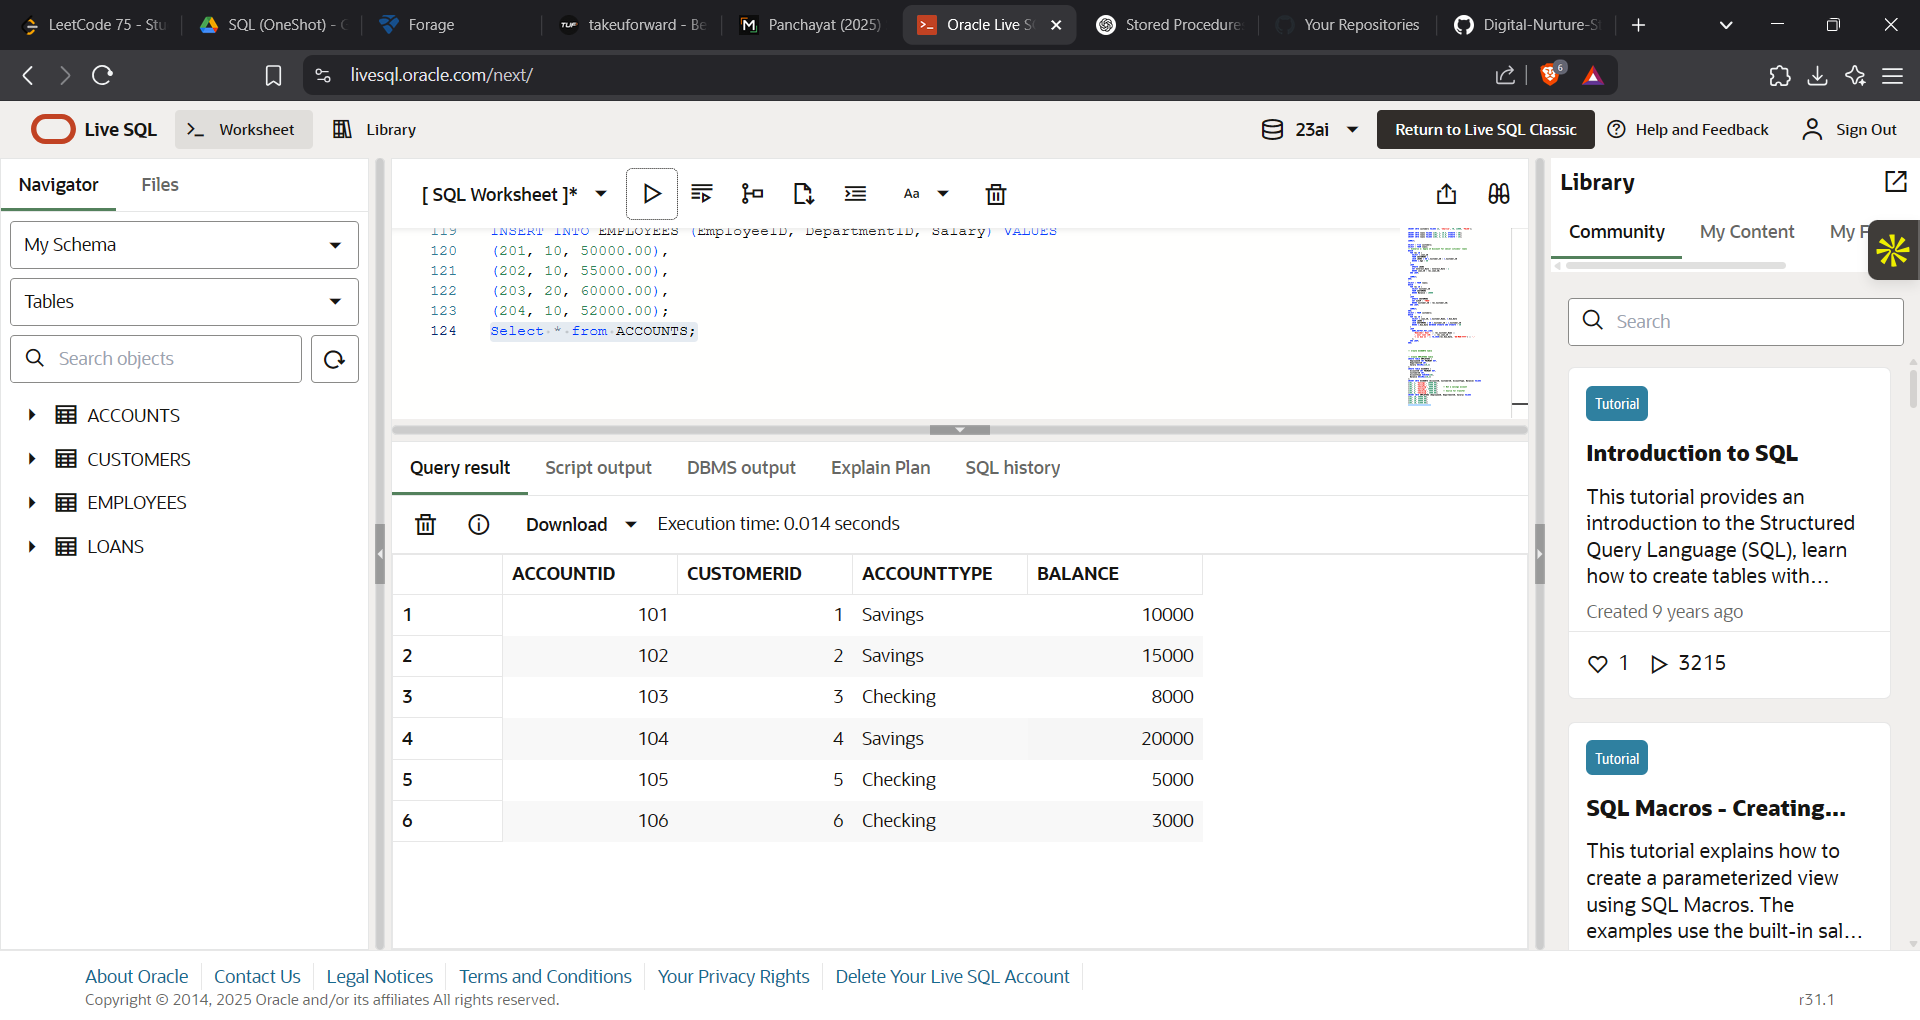 LeetCode 75 - Stu
SQL (OneShot) - G
Forage
takeuforward - Be
Panchayat (2025)
Oracle Live S
Stored Procedure
Your Repositories
Digital-Nurture-S
livesql.oracle.com/next/
6
Live SQL
Worksheet
Library
23ai
Return to Live SQL Classic
Help and Feedback
Sign Out
Navigator
Files
My Schema
Tables
Search objects
ACCOUNTS
CUSTOMERS
EMPLOYEES
LOANS
[ SQL Worksheet ]*
Aa
119 INSERT INTO EMPLOYEES (EmployeeID, DepartmentID, Salary) VALUES
120 (201, 10, 50000.00),
121 (202, 10, 55000.00),
122 (203, 20, 60000.00),
123 (204, 10, 52000.00);
124 Select * from ACCOUNTS;
Query result
Script output
DBMS output
Explain Plan
SQL history
Download
Execution time: 0.014 seconds
ACCOUNTID CUSTOMERID ACCOUNTTYPE BALANCE
1 101 1 Savings 10000
2 102 2 Savings 15000
3 103 3 Checking 8000
4 104 4 Savings 20000
5 105 5 Checking 5000
6 106 6 Checking 3000
Library
Community
My Content
My F
Search
Tutorial
Introduction to SQL
This tutorial provides an
introduction to the Structured
Query Language (SQL), learn
how to create tables with...
Created 9 years ago
1 3215
Tutorial
SQL Macros - Creating...
This tutorial explains how to
create a parameterized view
using SQL Macros. The
examples use the built-in sal...
About Oracle
Contact Us
Legal Notices
Terms and Conditions
Your Privacy Rights
Delete Your Live SQL Account
Copyright © 2014, 2025 Oracle and/or its affiliates All rights reserved.
r31.1